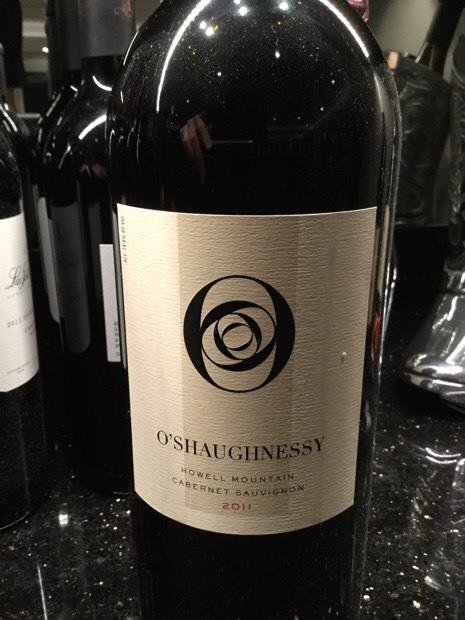 O'SHAUGHNESSY
HOWELL MOUNTAIN
CABERNET SAUVIGNON
2011